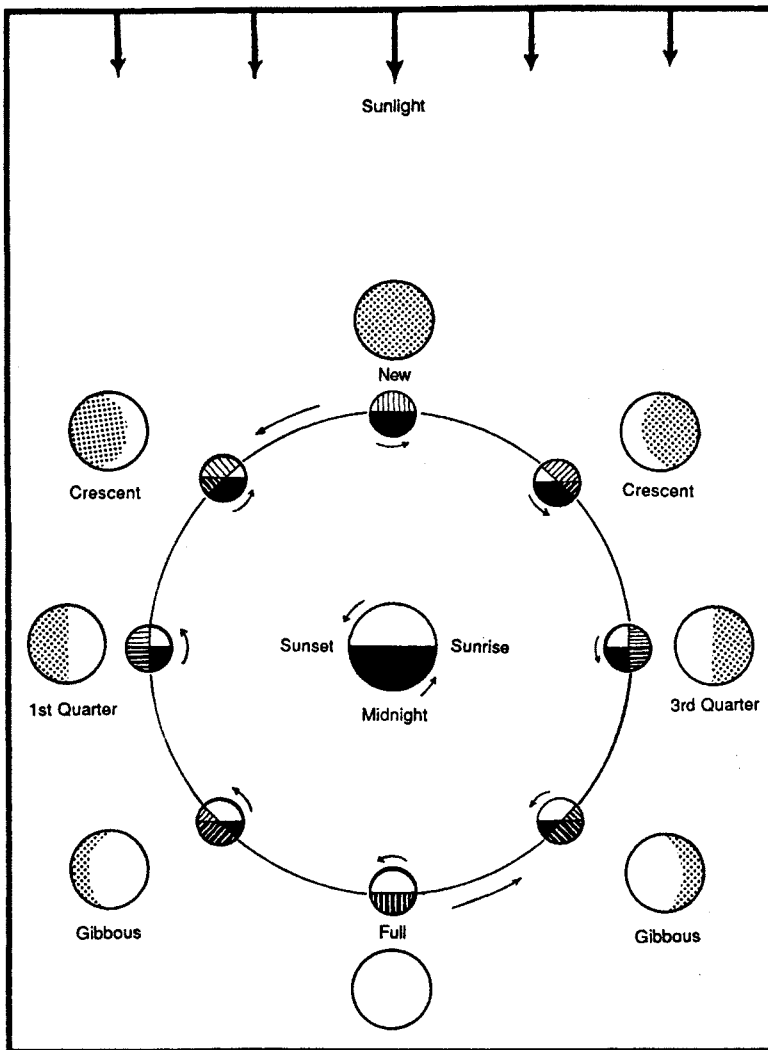 Sunlight
New
Crescent
Crescent
Sunset
Sunrise
1st Quarter
Midnight
3rd Quarter
Gibbous
Full
Gibbous